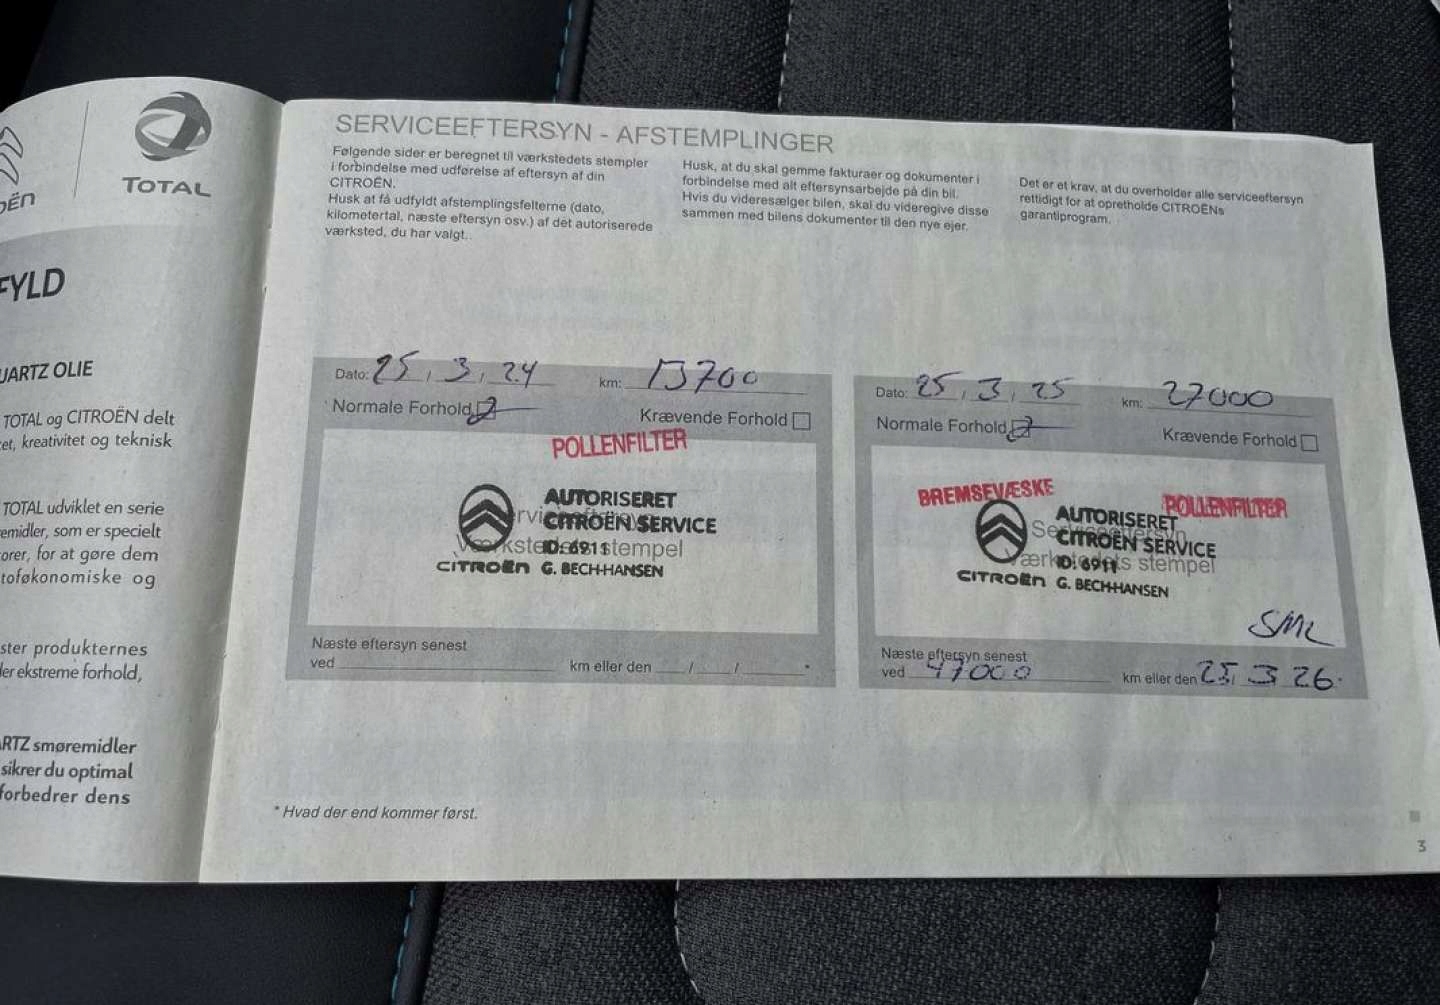 TOTAL
FYLD
UARTZ OLIE
TOTAL og CITROËN delt
et, kreativitet og teknisk
TOTAL udviklet en serie
emidler, som er specielt
orer, for at gøre dem
toføkonomiske og
ster produkternes
ler ekstreme forhold,
RTZ smøremidler
sikrer du optimal
forbedrer dens
SERVICEEFTERSYN - AFSTEMPLINGER
Følgende sider er beregnet til værkstedets stempler
i forbindelse med udførelse af eftersyn af din
CITROËN.
Husk at få udfyldt afstemplingsfelterne (dato,
kilometertal, næste eftersyn osv.) af det autoriserede
værksted, du har valgt.
Husk, at du skal gemme fakturaer og dokumenter i
forbindelse med alt eftersynsarbejde på din bil.
Hvis du videresælger bilen, skal du videregive disse
sammen med bilens dokumenter til den nye ejer.
Det er et krav, at du overholder alle serviceeftersyn
rettidigt for at opretholde CITROËNs
garantiprogram.
Dato: 25, 3, 24 km: 13700
Normale Forhold Krævende Forhold
POLLENFILTER
AUTORISERET
CITROËN SERVICE
Værkstedets stempel
ID: 6911
CITROËN G. BECH-HANSEN
Næste eftersyn senest
ved km eller den / / *
Dato: 25, 3, 25 km: 27000
Normale Forhold Krævende Forhold
BREMSEVÆSKE POLLENFILTER
AUTORISERET
Serviceeftersyn
CITROËN SERVICE
Værkstedets stempel
ID: 6911
CITROËN G. BECH-HANSEN
SML
Næste eftersyn senest
ved 47000 km eller den 25, 3 26.
* Hvad der end kommer først.
3